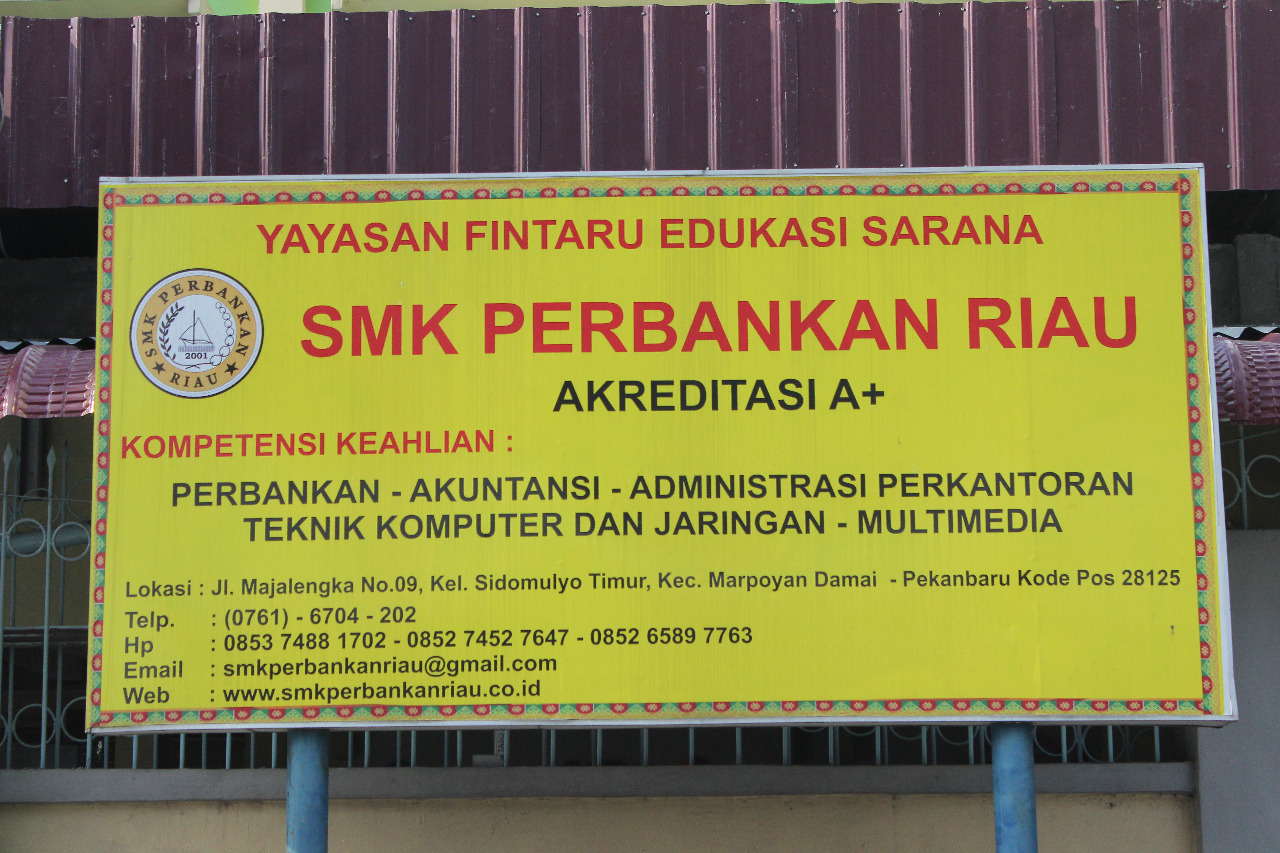 YAYASAN FINTARU EDUKASI SARANA
SMK PERBANKAN
2001
★ RIAU ★
SMK PERBANKAN RIAU
AKREDITASI A+
KOMPETENSI KEAHLIAN :
PERBANKAN - AKUNTANSI - ADMINISTRASI PERKANTORAN
TEKNIK KOMPUTER DAN JARINGAN - MULTIMEDIA
Lokasi : Jl. Majalengka No.09, Kel. Sidomulyo Timur, Kec. Marpoyan Damai - Pekanbaru Kode Pos 28125
Telp. : (0761) - 6704 - 202
Hp : 0853 7488 1702 - 0852 7452 7647 - 0852 6589 7763
Email : smkperbankanriau@gmail.com
Web : www.smkperbankanriau.co.id